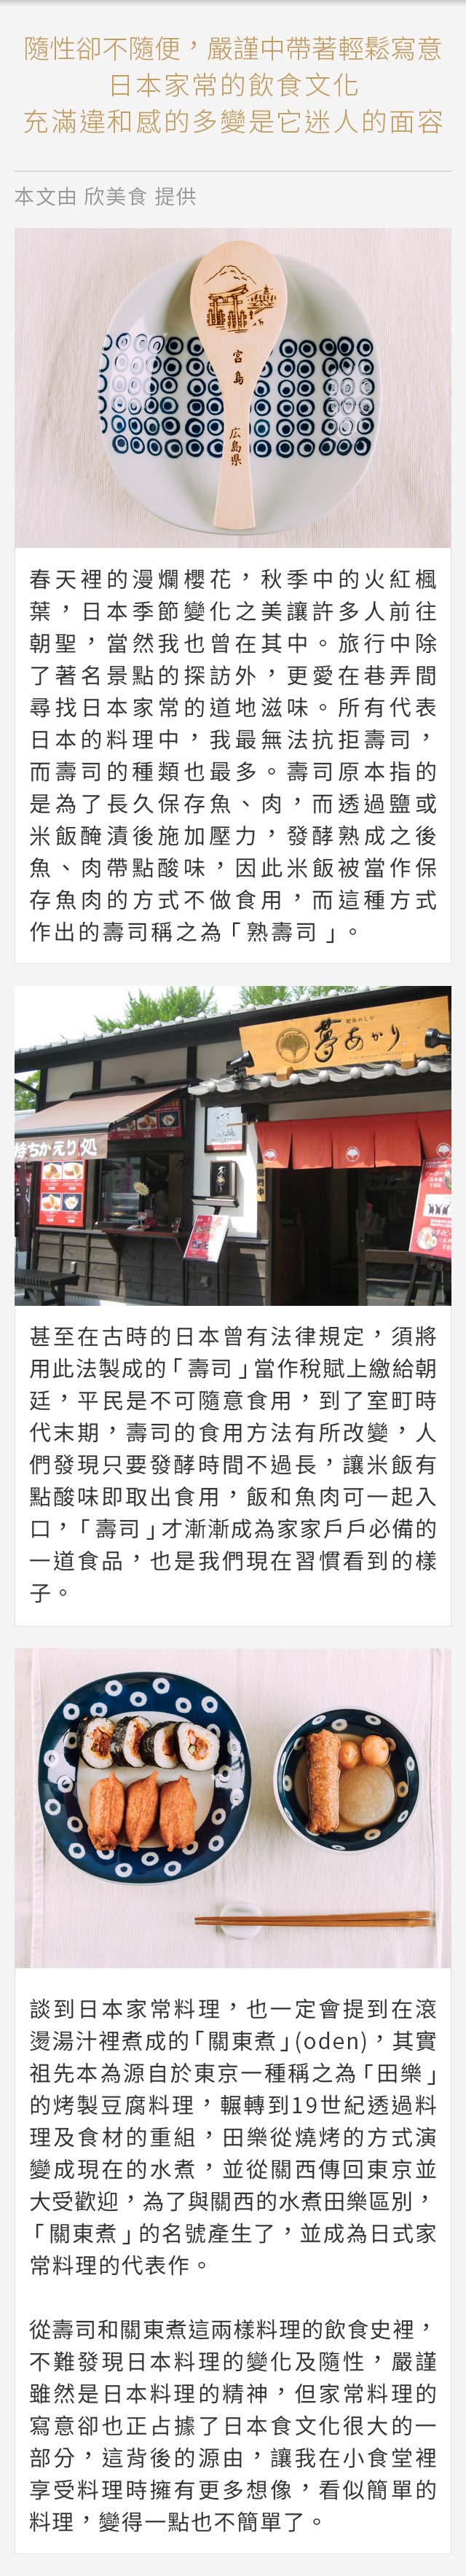 隨性卻不隨便，嚴謹中帶著輕鬆寫意
日本家常的飲食文化
充滿違和感的多變是它迷人的面容
本文由 欣美食 提供
宮島
広島県
春天裡的漫爛櫻花，秋季中的火紅楓
葉，日本季節變化之美讓許多人前往
朝聖，當然我也曾在其中。旅行中除
了著名景點的探訪外，更愛在巷弄間
尋找日本家常的道地滋味。所有代表
日本的料理中，我最無法抗拒壽司，
而壽司的種類也最多。壽司原本指的
是為了長久保存魚、肉，而透過鹽或
米飯醃漬後施加壓力，發酵熟成之後
魚、肉帶點酸味，因此米飯被當作保
存魚肉的方式不做食用，而這種方式
作出的壽司稱之為「熟壽司」。
夢あかり
持ちかえり処
甚至在古時的日本曾有法律規定，須將
用此法製成的「壽司」當作稅賦上繳給朝
廷，平民是不可隨意食用，到了室町時
代末期，壽司的食用方法有所改變，人
們發現只要發酵時間不過長，讓米飯有
點酸味即取出食用，飯和魚肉可一起入
口，「壽司」才漸漸成為家家戶戶必備的
一道食品，也是我們現在習慣看到的樣
子。
談到日本家常料理，也一定會提到在滾
燙湯汁裡煮成的「關東煮」(oden)，其實
祖先本為源自於東京一種稱之為「田樂」
的烤製豆腐料理，輾轉到19世紀透過料
理及食材的重組，田樂從燒烤的方式演
變成現在的水煮，並從關西傳回東京並
大受歡迎，為了與關西的水煮田樂區別，
「關東煮」的名號產生了，並成為日式家
常料理的代表作。
從壽司和關東煮這兩樣料理的飲食史裡，
不難發現日本料理的變化及隨性，嚴謹
雖然是日本料理的精神，但家常料理的
寫意卻也正占據了日本食文化很大的一
部分，這背後的源由，讓我在小食堂裡
享受料理時擁有更多想像，看似簡單的
料理，變得一點也不簡單了。